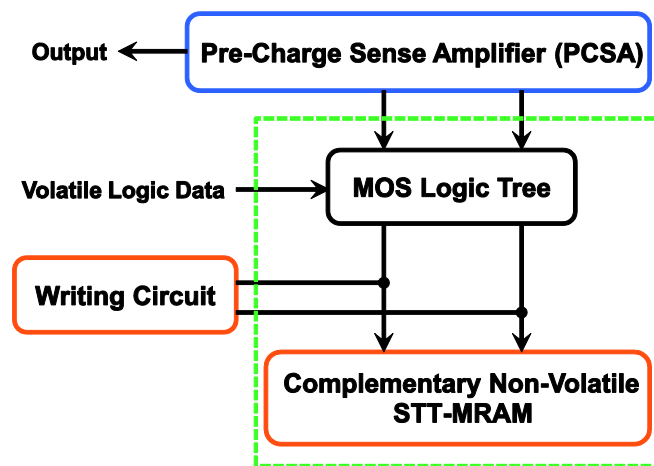 Output
Pre-Charge Sense Amplifier (PCSA)
MOS Logic Tree
Volatile Logic Data
Writing Circuit
Complementary Non-Volatile
STT-MRAM